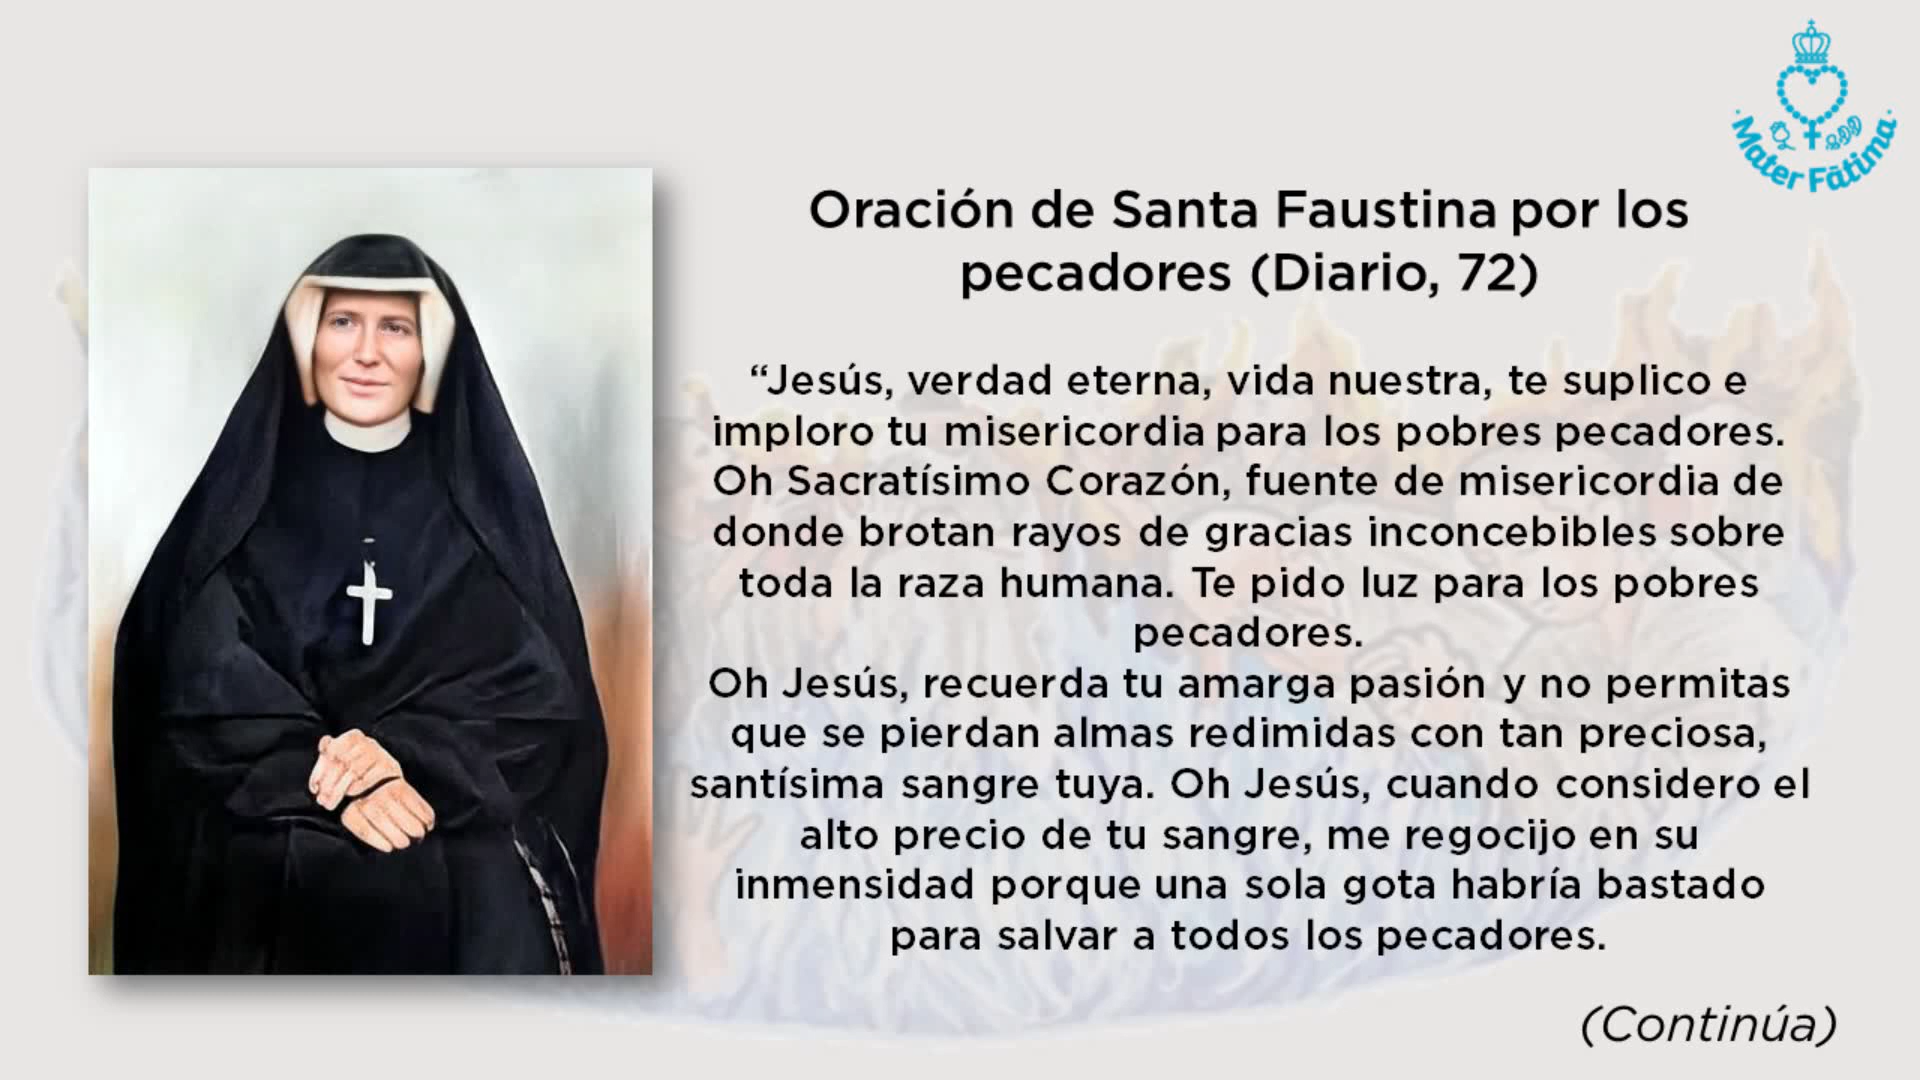 Mater Fátima
Oración de Santa Faustina por los
pecadores (Diario, 72)
“Jesús, verdad eterna, vida nuestra, te suplico e
imploro tu misericordia para los pobres pecadores.
Oh Sacratísimo Corazón, fuente de misericordia de
donde brotan rayos de gracias inconcebibles sobre
toda la raza humana. Te pido luz para los pobres
pecadores.
Oh Jesús, recuerda tu amarga pasión y no permitas
que se pierdan almas redimidas con tan preciosa,
santísima sangre tuya. Oh Jesús, cuando considero el
alto precio de tu sangre, me regocijo en su
inmensidad porque una sola gota habría bastado
para salvar a todos los pecadores.
(Continúa)